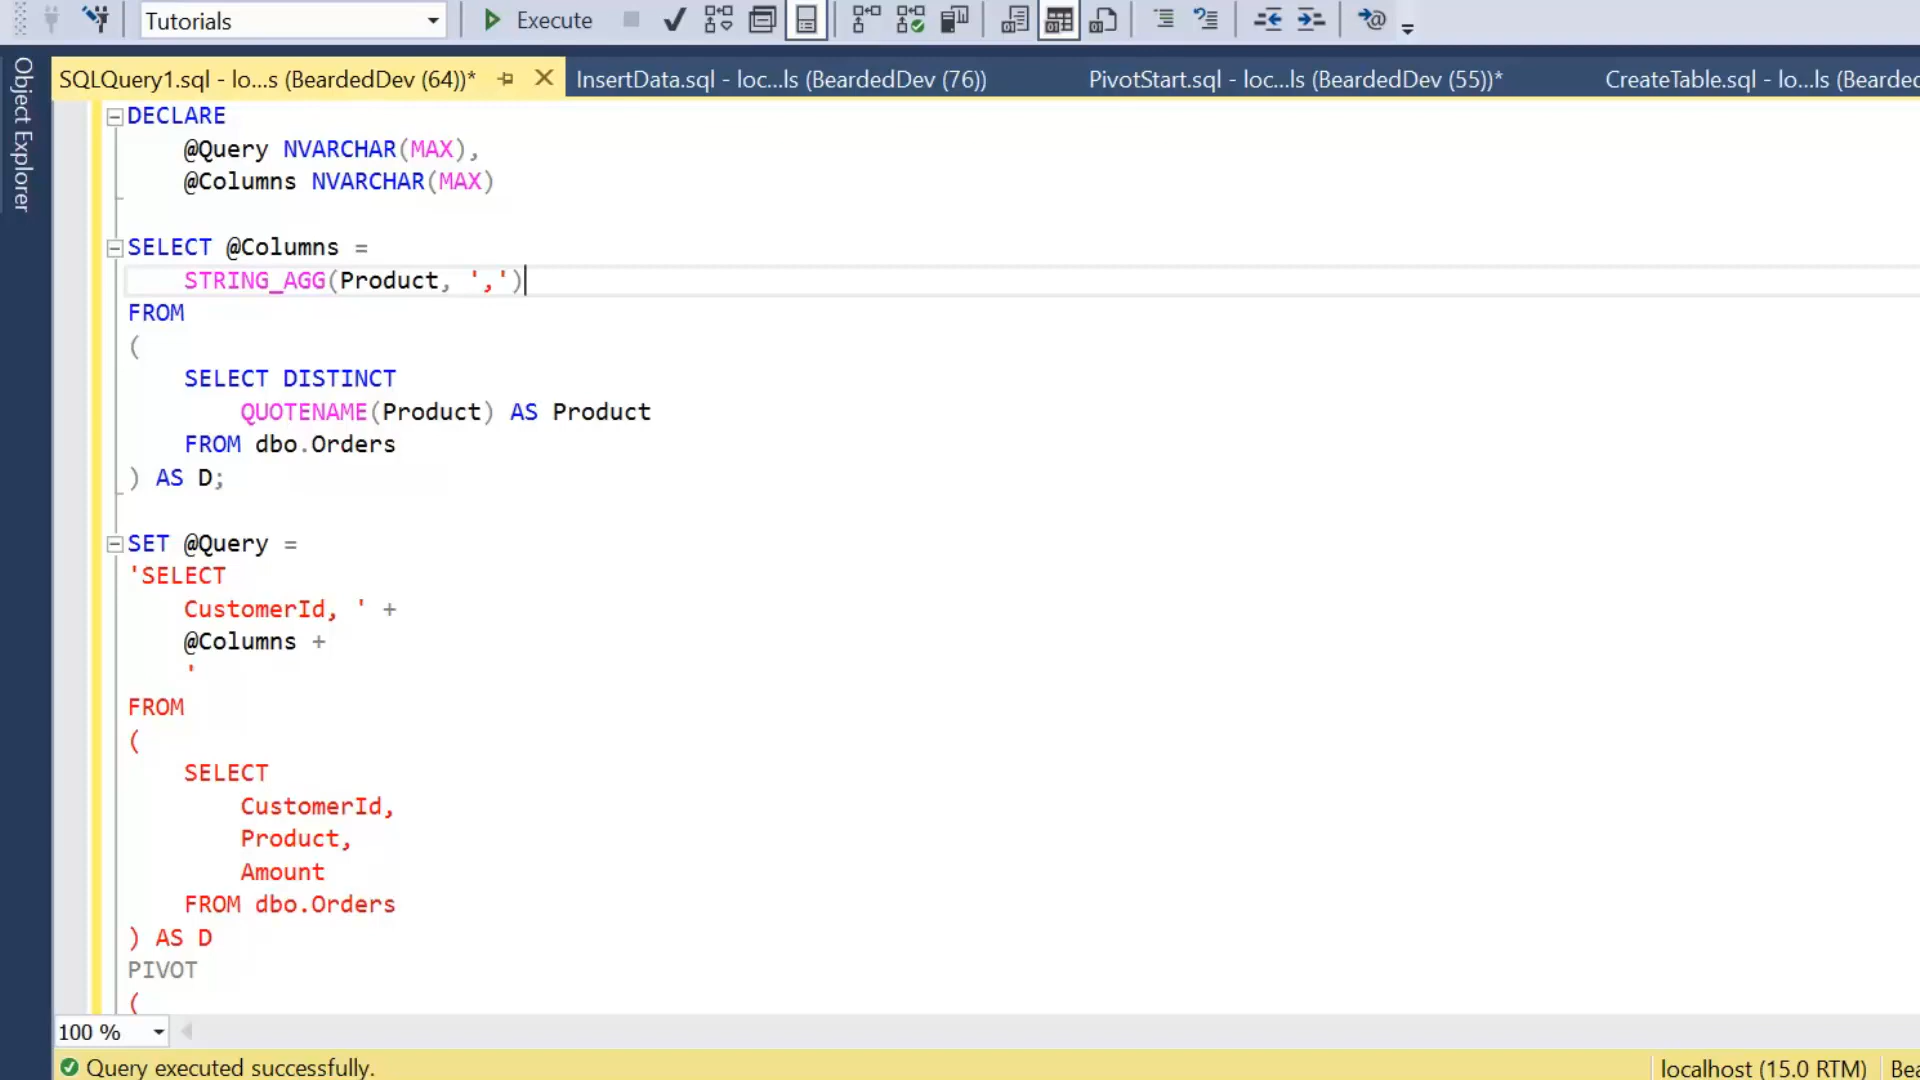 Tutorials
Execute
Object Explorer
SQLQuery1.sql - lo...s (BeardedDev (64))*
InsertData.sql - loc...ls (BeardedDev (76))
PivotStart.sql - loc...ls (BeardedDev (55))*
CreateTable.sql - lo...ls (Bearded
DECLARE
@Query NVARCHAR(MAX),
@Columns NVARCHAR(MAX)
SELECT @Columns =
STRING_AGG(Product, ',')
FROM
(
SELECT DISTINCT
QUOTENAME(Product) AS Product
FROM dbo.Orders
) AS D;
SET @Query =
'SELECT
CustomerId, ' +
@Columns +
'
FROM
(
SELECT
CustomerId,
Product,
Amount
FROM dbo.Orders
) AS D
PIVOT
(
100 %
Query executed successfully.
localhost (15.0 RTM)
Bea